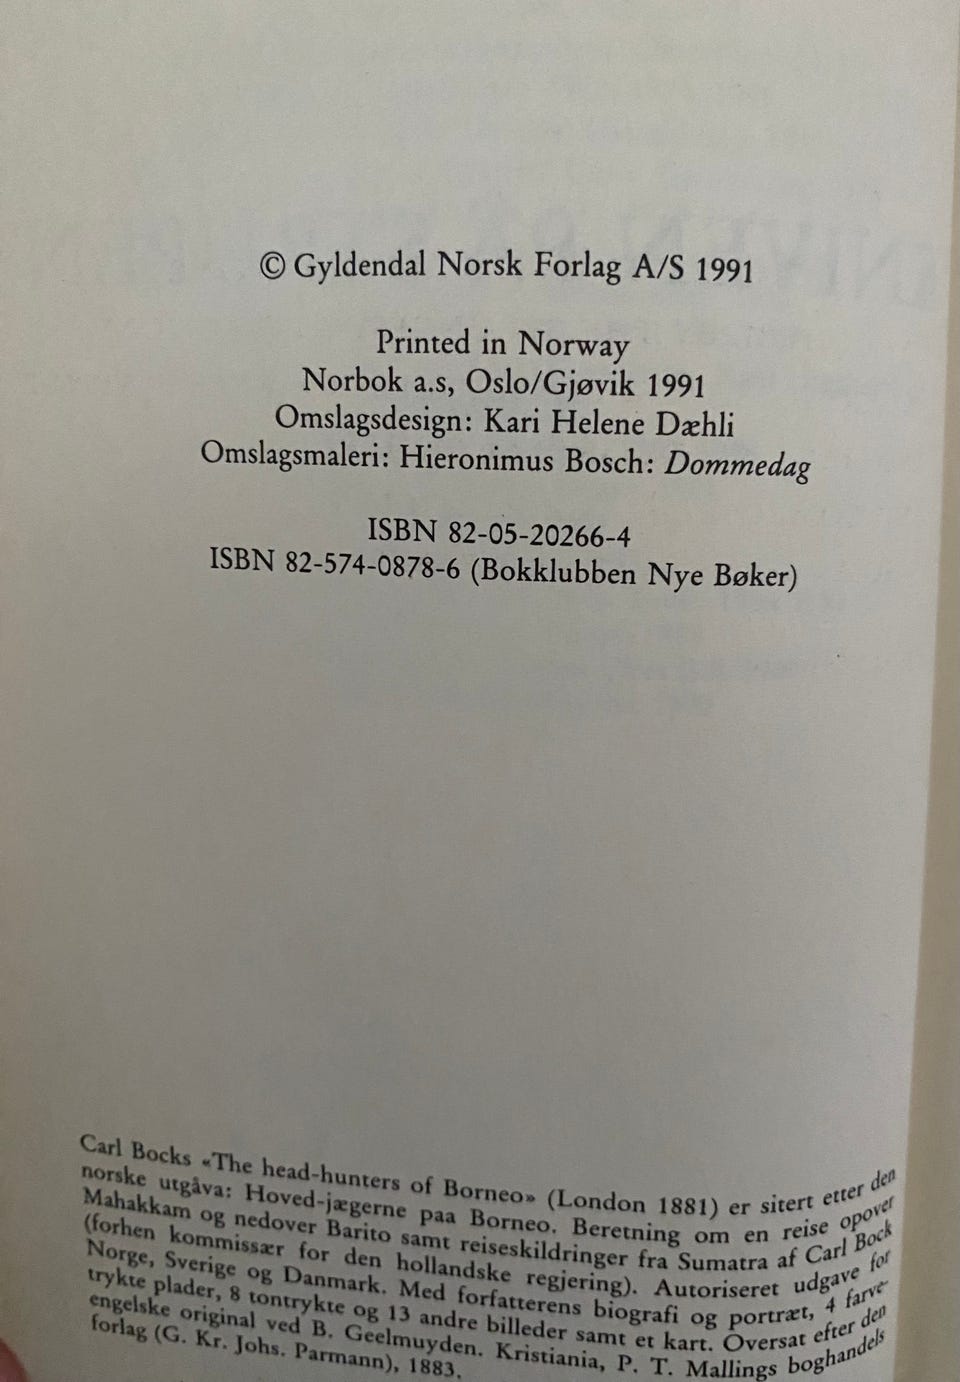 © Gyldendal Norsk Forlag A/S 1991
Printed in Norway
Norbok a.s, Oslo/Gjøvik 1991
Omslagsdesign: Kari Helene Dæhli
Omslagsmaleri: Hieronimus Bosch: Dommedag
ISBN 82-05-20266-4
ISBN 82-574-0878-6 (Bokklubben Nye Bøker)
Carl Bocks «The head-hunters of Borneo» (London 1881) er sitert etter den
norske utgåva: Hoved-jægerne paa Borneo. Beretning om en reise opover
Mahakkam og nedover Barito samt reiseskildringer fra Sumatra af Carl Bock
(forhen kommissær for den hollandske regjering). Autoriseret udgave for
Norge, Sverige og Danmark. Med forfatterens biografi og portræt, 4 farve-
trykte plader, 8 tontrykte og 13 andre billeder samt et kart. Oversat efter den
engelske original ved B. Geelmuyden. Kristiania, P. T. Mallings boghandels
forlag (G. Kr. Johs. Parmann), 1883.